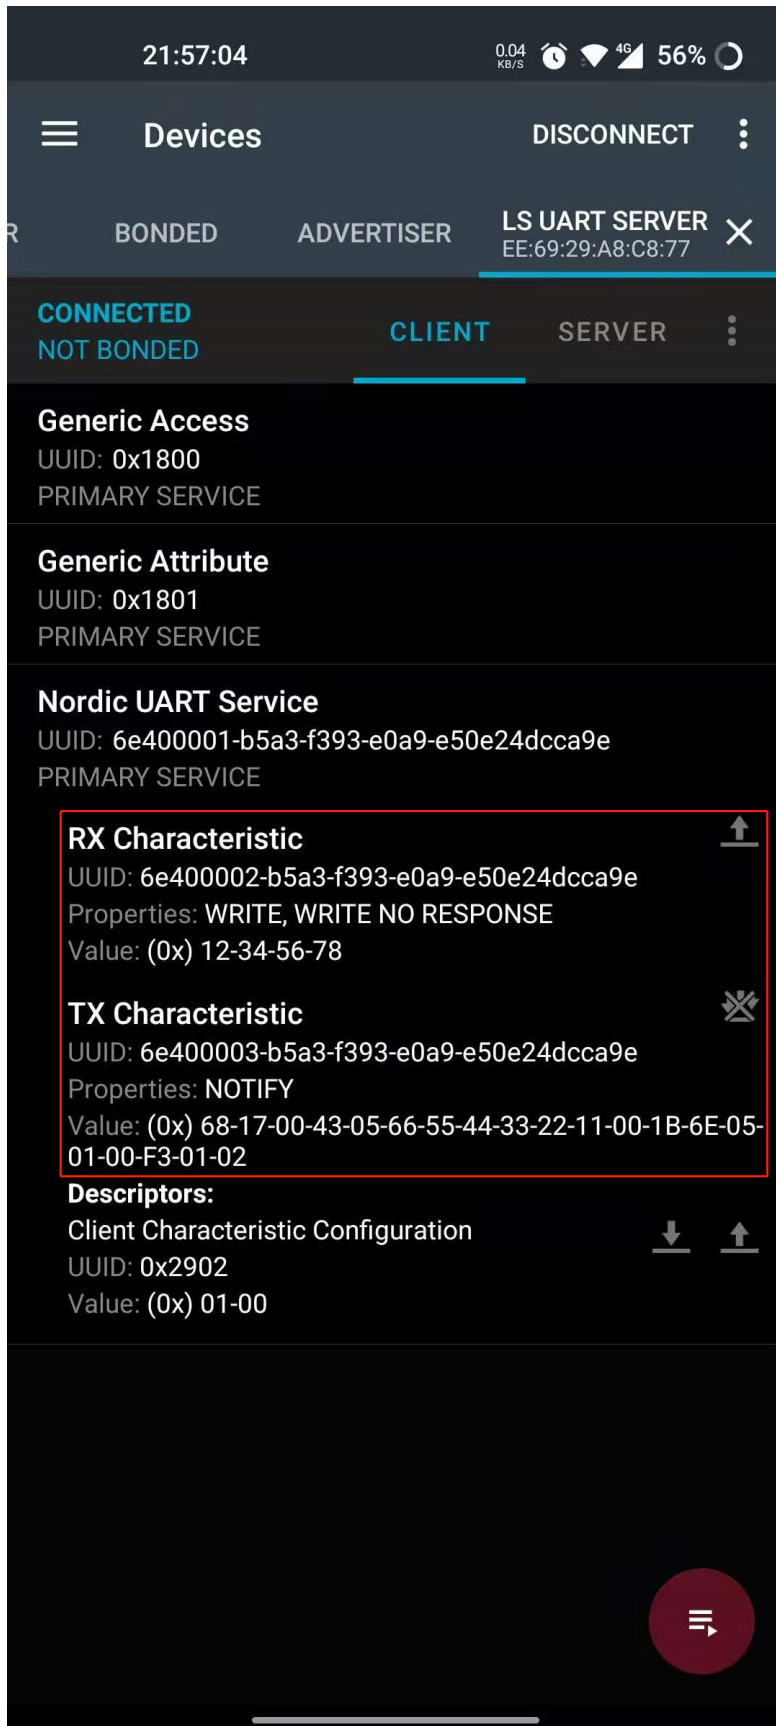 21:57:04
0.04 KB/S 4G 56%
Devices DISCONNECT
R BONDED ADVERTISER LS UART SERVER
EE:69:29:A8:C8:77
CONNECTED
NOT BONDED
CLIENT SERVER
Generic Access
UUID: 0x1800
PRIMARY SERVICE
Generic Attribute
UUID: 0x1801
PRIMARY SERVICE
Nordic UART Service
UUID: 6e400001-b5a3-f393-e0a9-e50e24dcca9e
PRIMARY SERVICE
RX Characteristic
UUID: 6e400002-b5a3-f393-e0a9-e50e24dcca9e
Properties: WRITE, WRITE NO RESPONSE
Value: (0x) 12-34-56-78
TX Characteristic
UUID: 6e400003-b5a3-f393-e0a9-e50e24dcca9e
Properties: NOTIFY
Value: (0x) 68-17-00-43-05-66-55-44-33-22-11-00-1B-6E-05-
01-00-F3-01-02
Descriptors:
Client Characteristic Configuration
UUID: 0x2902
Value: (0x) 01-00